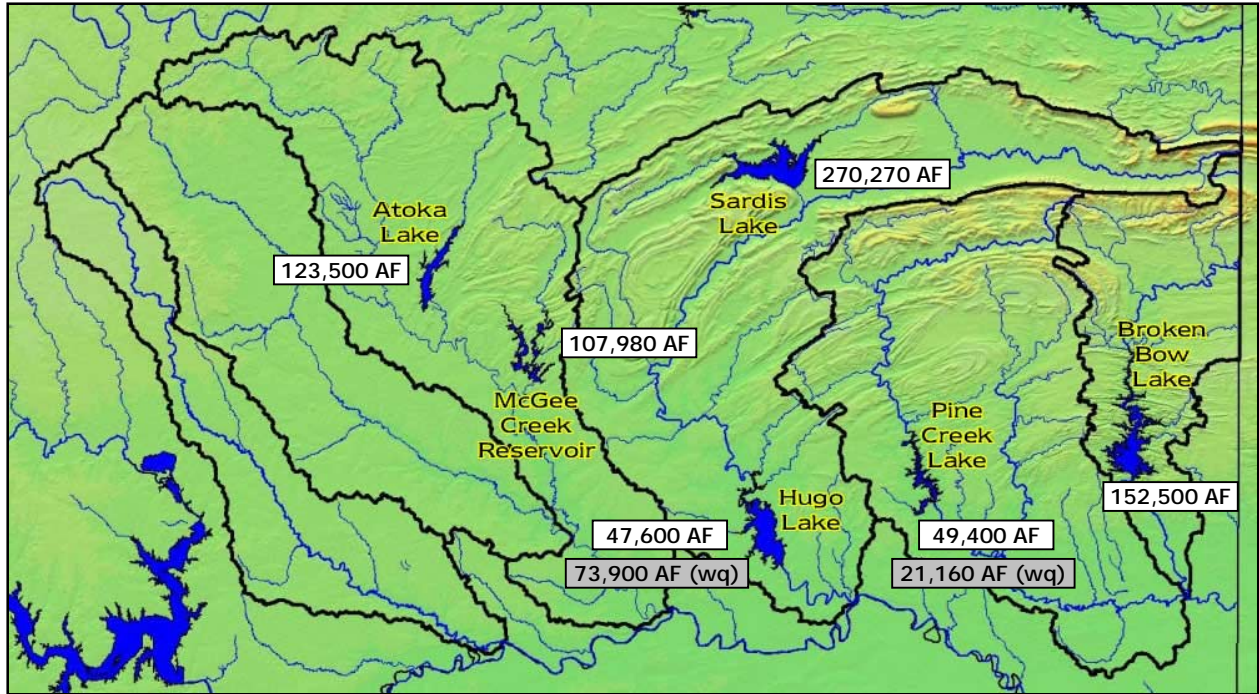 270,270 AF
Sardis
Lake
Atoka
Lake
123,500 AF
107,980 AF
McGee
Creek
Reservoir
Broken
Bow
Lake
152,500 AF
Pine
Creek
Lake
49,400 AF
21,160 AF (wq)
Hugo
Lake
47,600 AF
73,900 AF (wq)